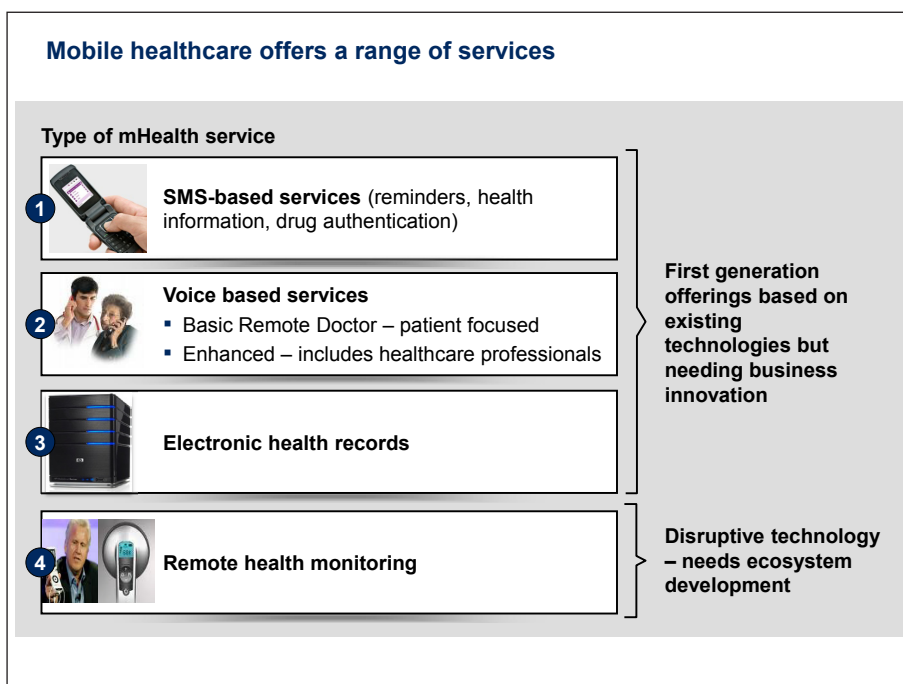 Mobile healthcare offers a range of services
Type of mHealth service
1
SMS-based services (reminders, health
information, drug authentication)
2
Voice based services
▪ Basic Remote Doctor – patient focused
▪ Enhanced – includes healthcare professionals
3
Electronic health records
4
Remote health monitoring
First generation
offerings based on
existing
technologies but
needing business
innovation
Disruptive technology
– needs ecosystem
development